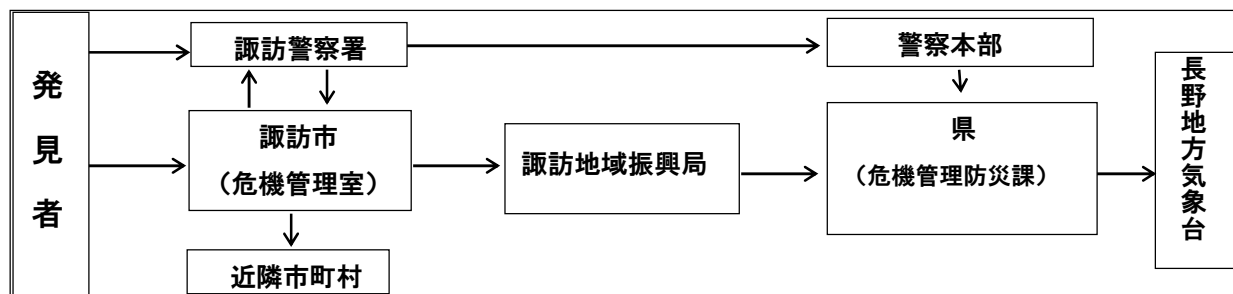 発見者
諏訪警察署
警察本部
諏訪市
（危機管理室）
諏訪地域振興局
県
（危機管理防災課）
長野地方気象台
近隣市町村